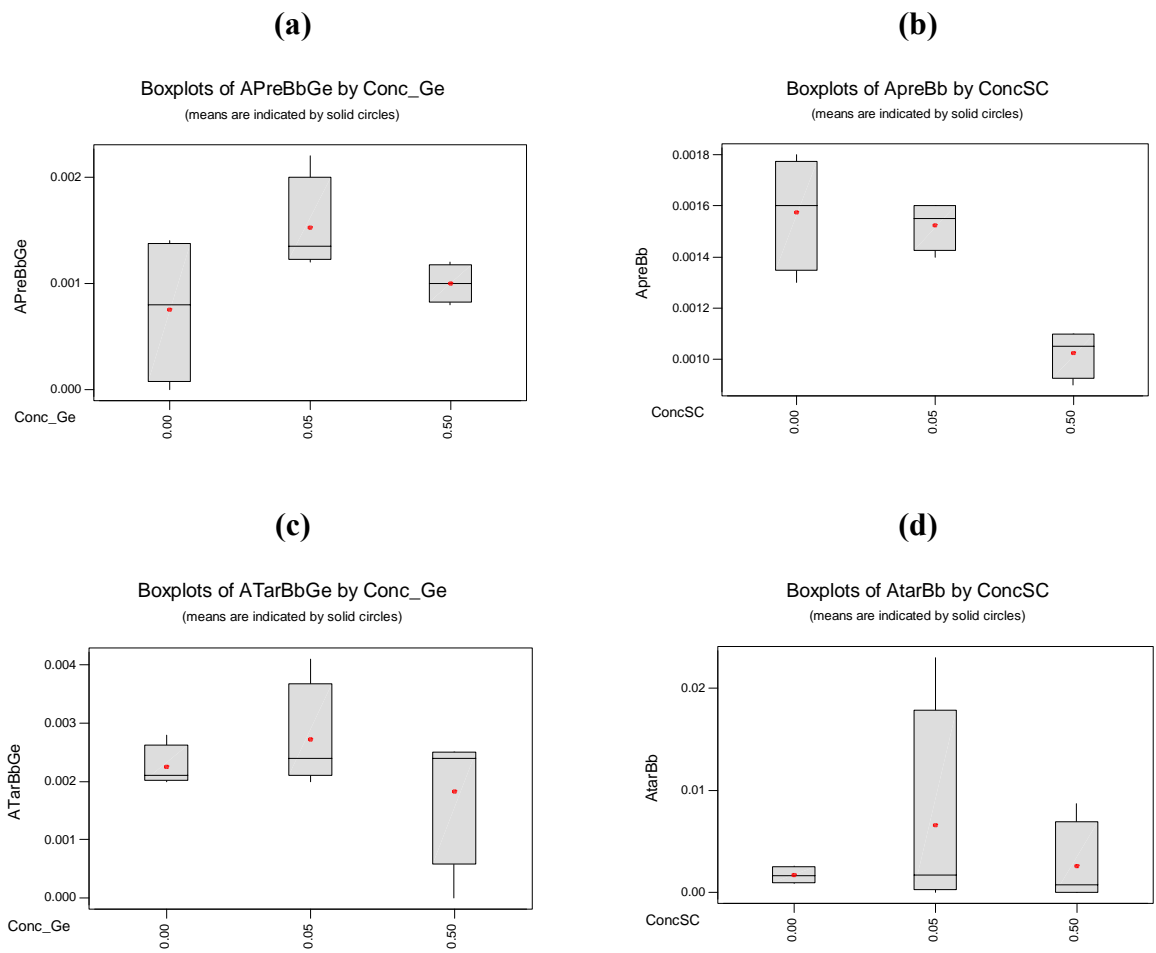 (a)
Boxplots of APreBbGe by Conc_Ge
(means are indicated by solid circles)
0.002
0.001
0.000
APreBbGe
Conc_Ge
0.00
0.05
0.50
(b)
Boxplots of ApreBb by ConcSC
(means are indicated by solid circles)
0.0018
0.0016
0.0014
0.0012
0.0010
ApreBb
ConcSC
0.00
0.05
0.50
(c)
Boxplots of ATarBbGe by Conc_Ge
(means are indicated by solid circles)
0.004
0.003
0.002
0.001
0.000
ATarBbGe
Conc_Ge
0.00
0.05
0.50
(d)
Boxplots of AtarBb by ConcSC
(means are indicated by solid circles)
0.02
0.01
0.00
AtarBb
ConcSC
0.00
0.05
0.50